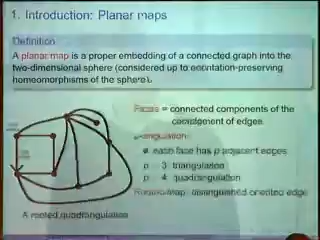 1. Introduction: Planar maps
Definition
A planar map is a proper embedding of a connected graph into the
two-dimensional sphere (considered up to orientation-preserving
homeomorphisms of the sphere).
Faces = connected components of the
complement of edges
each face has p adjacent edges
p 3 triangulation
p 4 quadrangulation
Rooted map distinguished oriented edge
A rooted quadrangulation